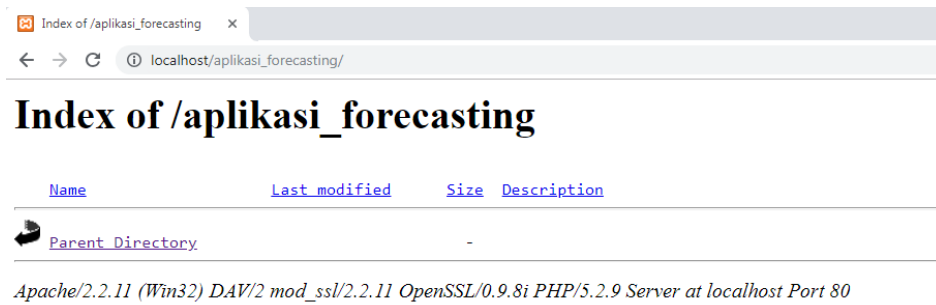 Index of /aplikasi_forecasting
localhost/aplikasi_forecasting/
Index of /aplikasi_forecasting
Name Last modified Size Description
Parent Directory -
Apache/2.2.11 (Win32) DAV/2 mod_ssl/2.2.11 OpenSSL/0.9.8i PHP/5.2.9 Server at localhost Port 80